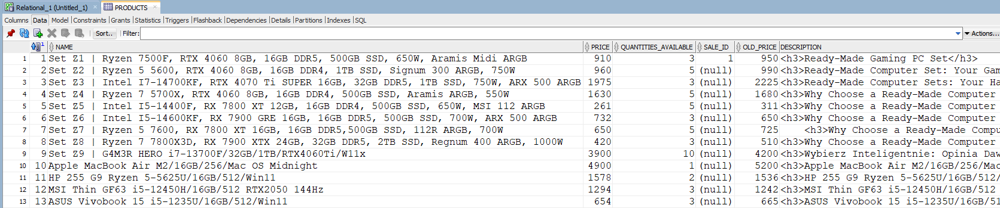 Relational_1 (Untitled_1) × PRODUCTS ×
Columns Data Model Constraints Grants Statistics Triggers Flashback Dependencies Details Partitions Indexes SQL
Sort.. Filter: Actions...
NAME PRICE QUANTITIES_AVAILABLE SALE_ID OLD_PRICE DESCRIPTION
1 1 Set Z1 | Ryzen 7500F, RTX 4060 8GB, 16GB DDR5, 500GB SSD, 650W, Aramis Midi ARGB 910 3 1 950 <h3>Ready-Made Gaming PC Set</h3>
2 2 Set Z2 | Ryzen 5 5600, RTX 4060 8GB, 16GB DDR4, 1TB SSD, Signum 300 ARGB, 750W 960 5 (null) 990 <h3>Ready-Made Computer Set: Your Gam
3 3 Set Z3 | Intel I7-14700KF, RTX 4070 Ti SUPER 16GB, 32GB DDR5, 1TB SSD, 750W, ARX 500 ARGB 1975 3 (null) 2225 <h3>Ready-Made Computer Sets: Your Ha
4 4 Set Z4 | Ryzen 7 5700X, RTX 4060 8GB, 16GB DDR4, 500GB SSD, Aramis ARGB, 550W 1630 5 (null) 1680 <h3>Why Choose a Ready-Made Computer
5 5 Set Z5 | Intel I5-14400F, RX 7800 XT 12GB, 16GB DDR4, 500GB SSD, 650W, MSI 112 ARGB 261 5 (null) 311 <h3>Why Choose a Ready-Made Computer
6 6 Set Z6 | Intel I5-14600KF, RX 7900 GRE 16GB, 16GB DDR5, 500GB SSD, 700W, ARX 500 ARGB 732 3 (null) 650 <h3>Why Choose a Ready-Made Computer
7 7 Set Z7 | Ryzen 5 7600, RX 7800 XT 16GB, 16GB DDR5,500GB SSD, 112R ARGB, 700W 650 5 (null) 725 <h3>Why Choose a Ready-Made Compu
8 8 Set Z8 | Ryzen 7 7800X3D, RX 7900 XTX 24GB, 32GB DDR5, 2TB SSD, Regnum 400 ARGB, 1000W 420 3 (null) 510 <h3>Why Choose a Ready-Made Computer
9 9 Set Z9 | G4M3R HERO i7-13700F/32GB/1TB/RTX4060Ti/W11x 3900 10 (null) 4200 <h3>Wybierz Inteligentnie: Opinia Daw
10 10 Apple MacBook Air M2/16GB/256/Mac OS Midnight 4900 1 (null) 5200 <h3>Apple MacBook Air M2/16GB/256/Mac
11 11 HP 255 G9 Ryzen 5-5625U/16GB/512/Win11 1578 2 (null) 1536 <h3>HP 255 G9 Ryzen 5-5625U/16GB/512/
12 12 MSI Thin GF63 i5-12450H/16GB/512 RTX2050 144Hz 1294 3 (null) 1242 <h3>MSI Thin GF63 i5-12450H/16GB/512
13 13 ASUS Vivobook 15 i5-1235U/16GB/512/Win11 654 3 (null) 665 <h3>ASUS Vivobook 15 i5-1235U/16GB/51